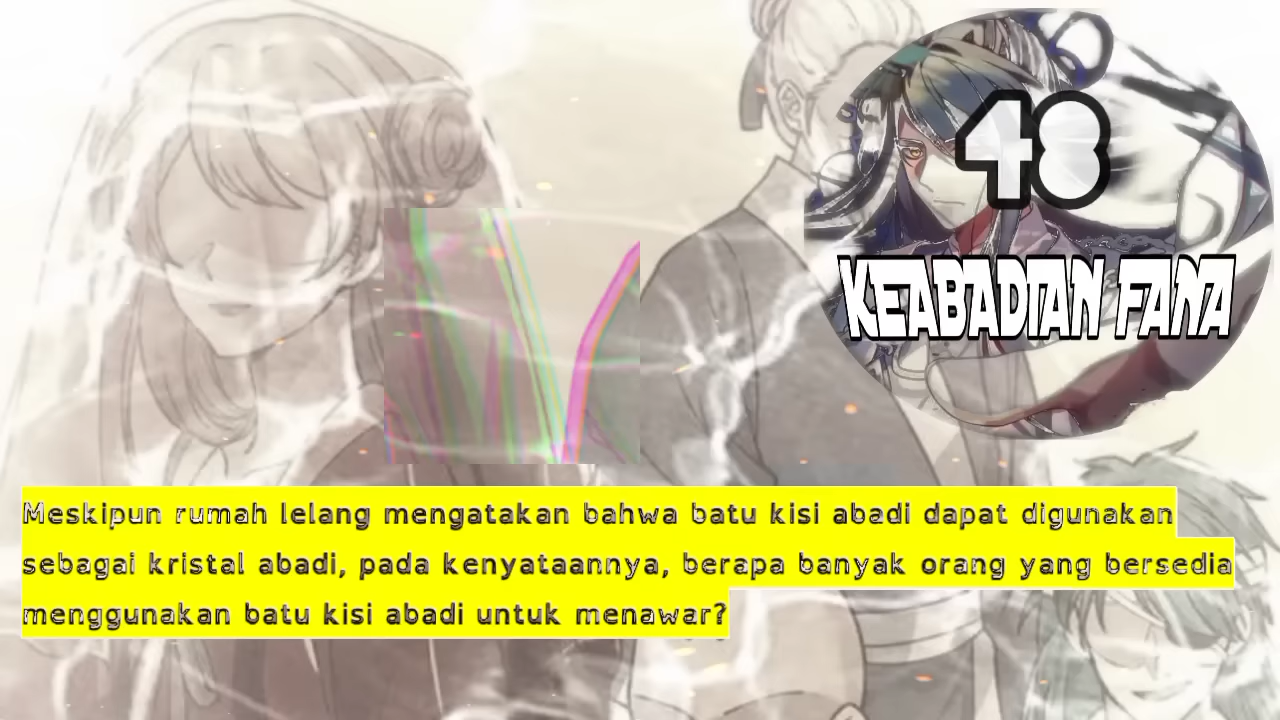 48
KEABADIAN FANA
Meskipun rumah lelang mengatakan bahwa batu kisi abadi dapat digunakan
sebagai kristal abadi, pada kenyataannya, berapa banyak orang yang bersedia
menggunakan batu kisi abadi untuk menawar?